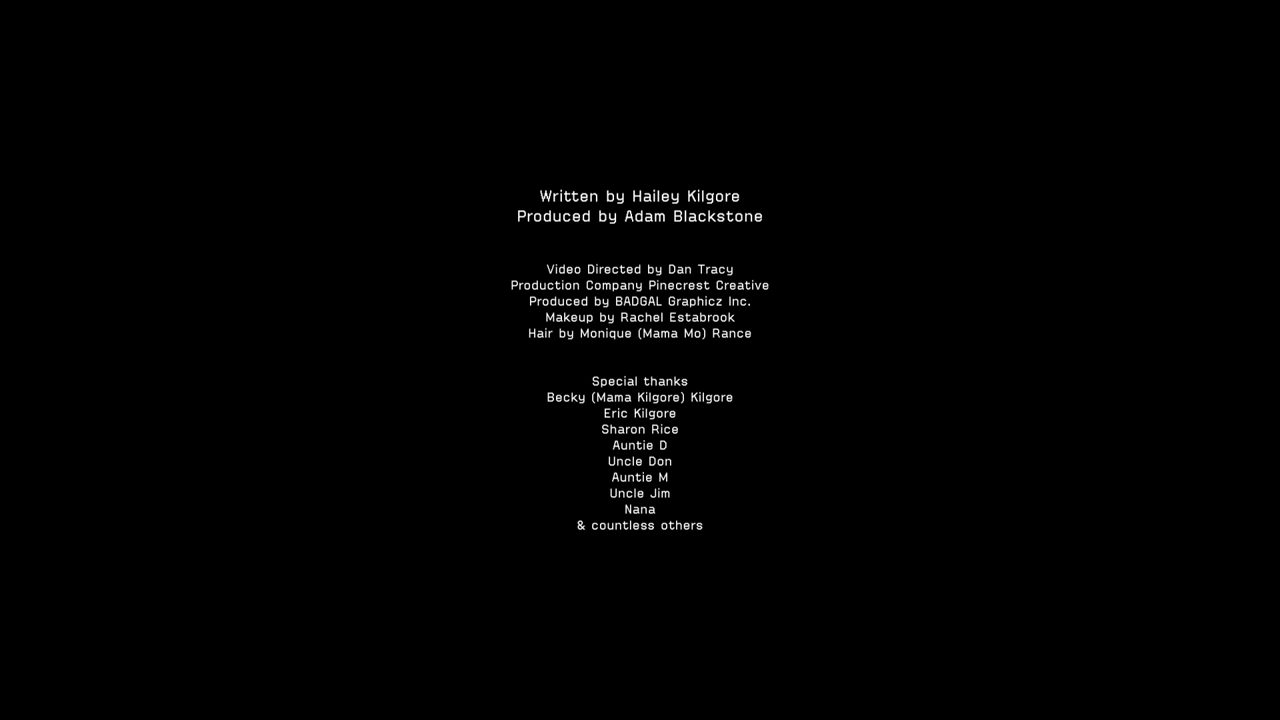 Written by Hailey Kilgore
Produced by Adam Blackstone
Video Directed by Dan Tracy
Production Company Pinecrest Creative
Produced by BADGAL Graphicz Inc.
Makeup by Rachel Estabrook
Hair by Monique (Mama Mo) Rance
Special thanks
Becky (Mama Kilgore) Kilgore
Eric Kilgore
Sharon Rice
Auntie D
Uncle Don
Auntie M
Uncle Jim
Nana
& countless others